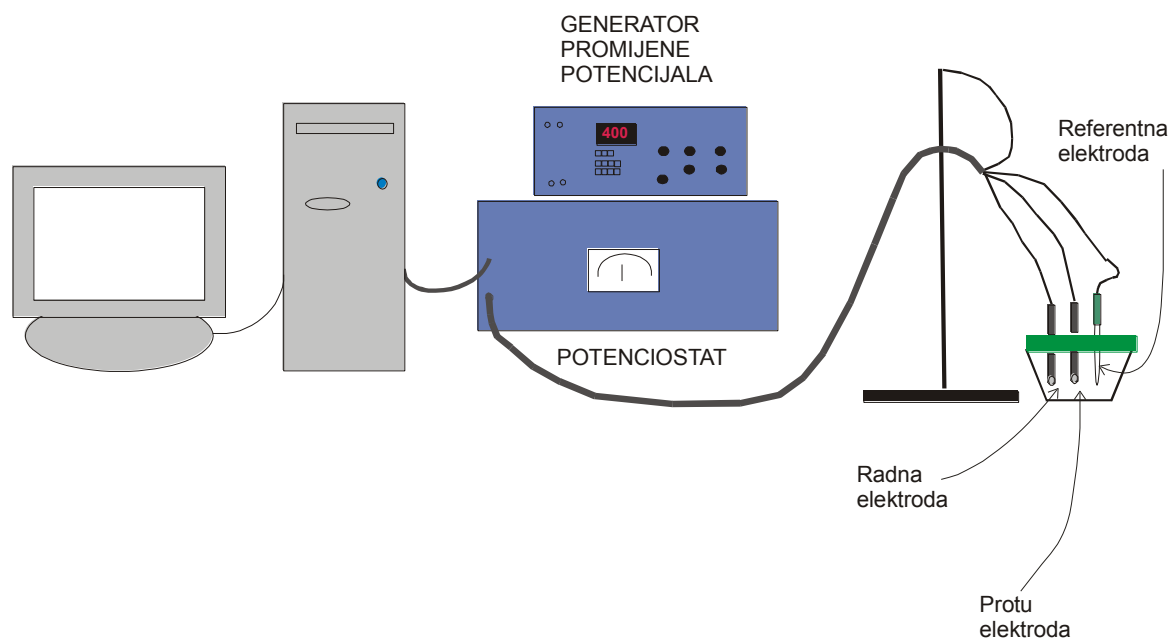 GENERATOR
PROMIJENE
POTENCIJALA
400
Referentna
elektroda
POTENCIOSTAT
Radna
elektroda
Protu
elektroda